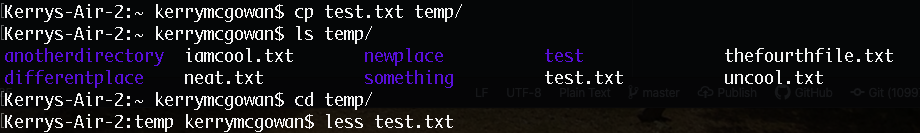 [Kerrys-Air-2:~ kerrymcgowan$ cp test.txt temp/
[Kerrys-Air-2:~ kerrymcgowan$ ls temp/
anotherdirectory iamcool.txt newplace test thefourthfile.txt
differentplace neat.txt something test.txt uncool.txt
[Kerrys-Air-2:~ kerrymcgowan$ cd temp/
LF UTF-8 Plain Text master Publish GitHub Git (1099
Kerrys-Air-2:temp kerrymcgowan$ less test.txt